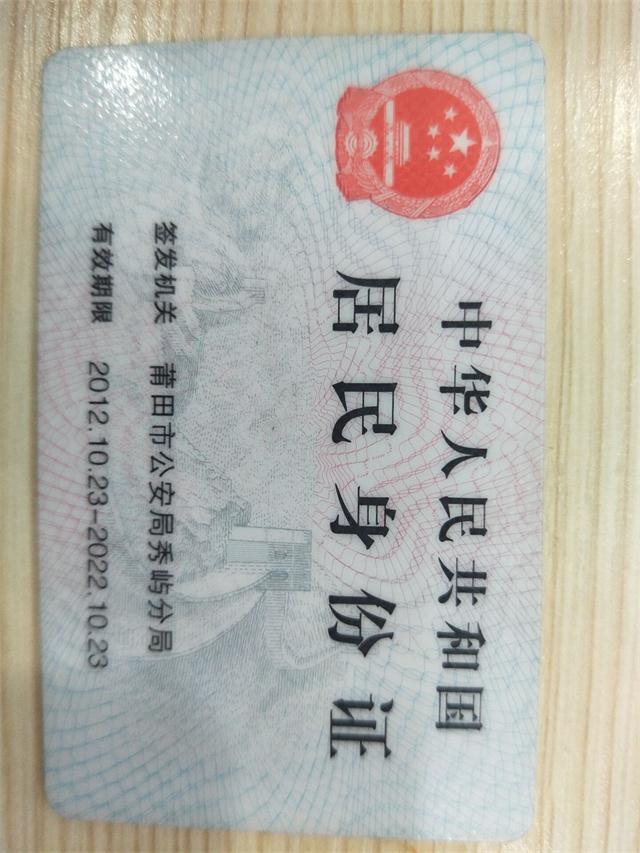 中华人民共和国
居民身份证
签发机关 莆田市公安局秀屿分局
有效期限 2012.10.23-2022.10.23